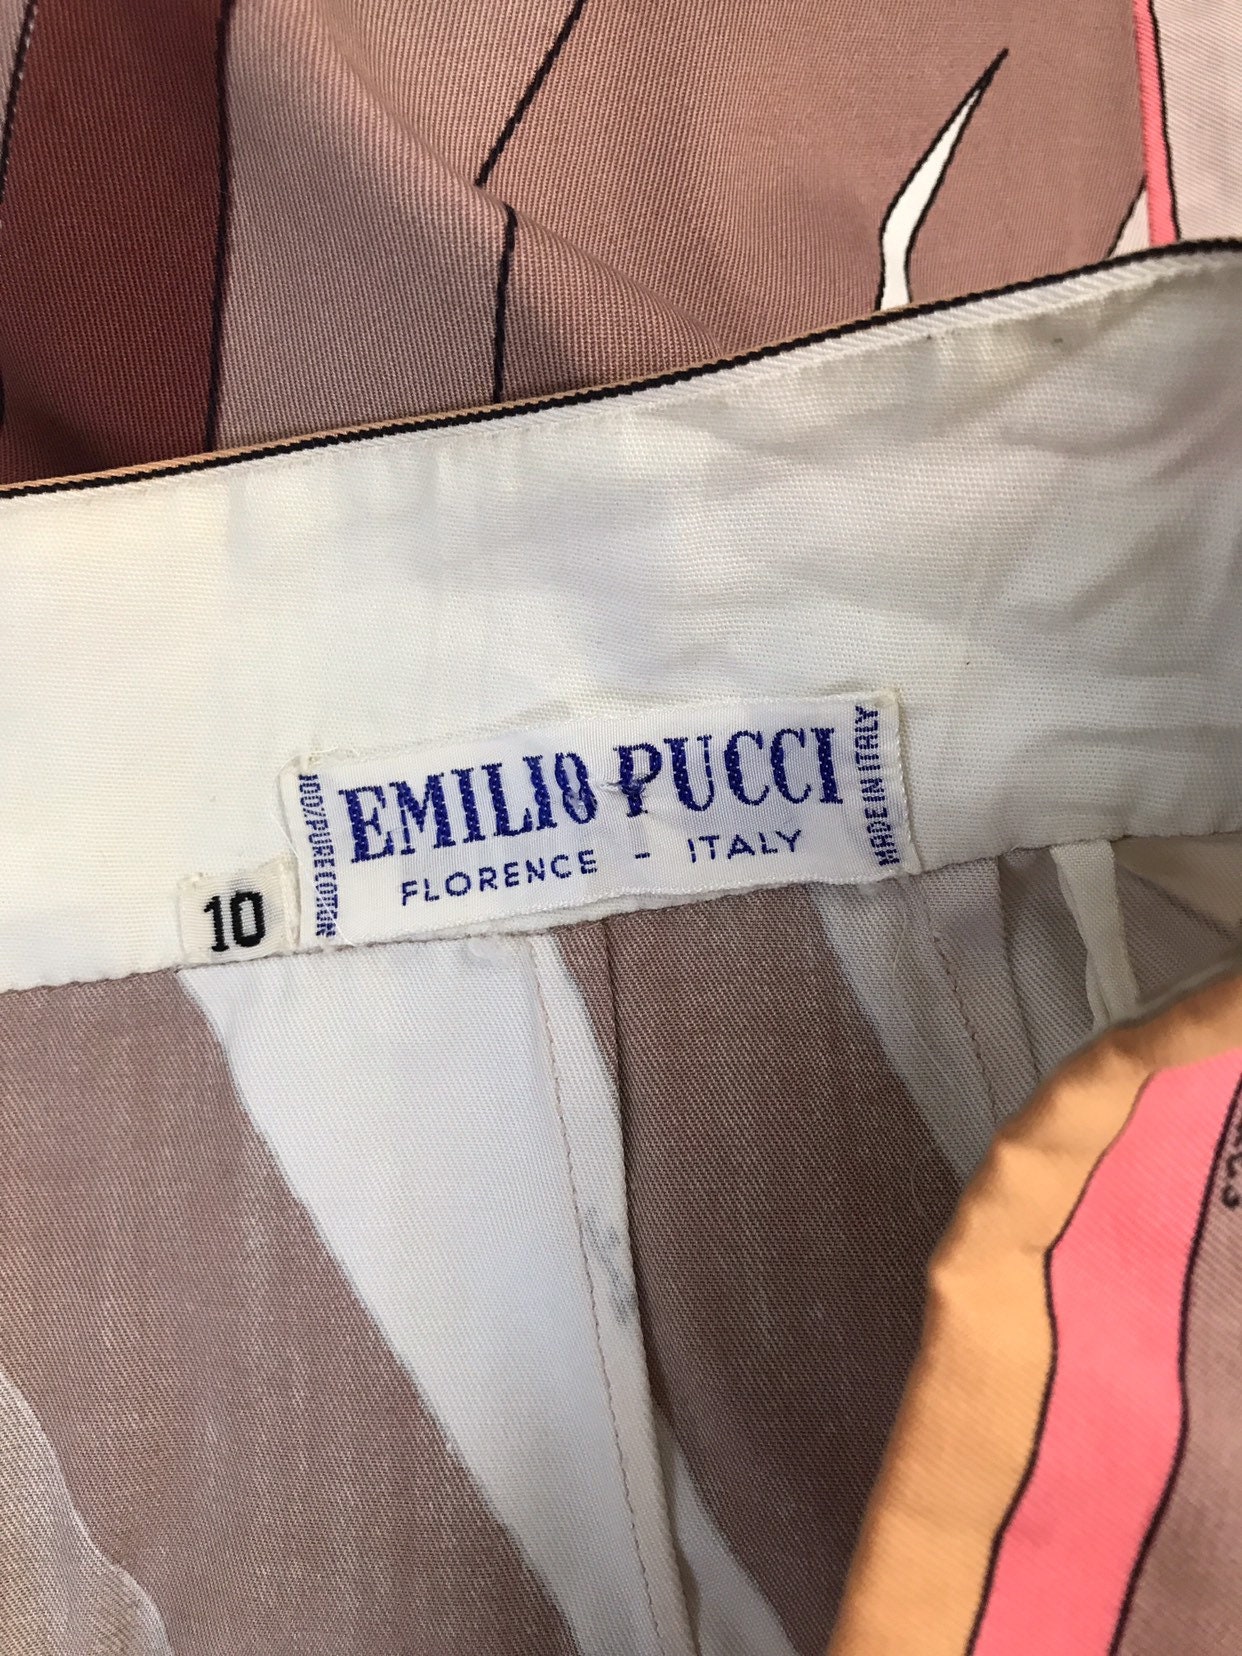 EMILIO PUCCI
FLORENCE - ITALY
100% PURE COTTON
MADE IN ITALY
10